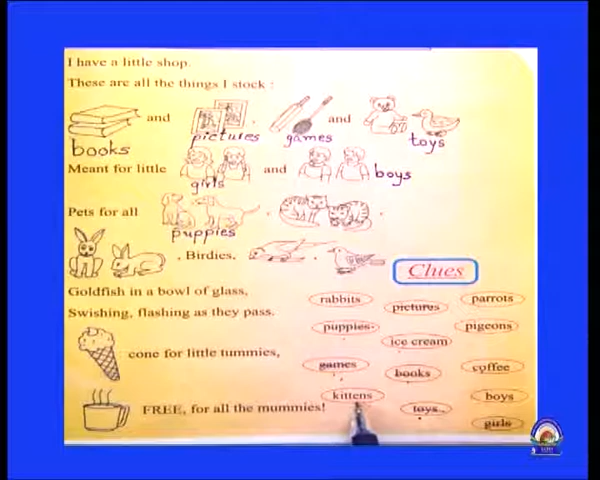 I have a little shop.
These are all the things I stock :
and , and
books pictures games toys
Meant for little and boys
girls
Pets for all , .
puppies
, Birdies, ,
Clues
Goldfish in a bowl of glass,
Swishing, flashing as they pass.
cone for little tummies,
FREE, for all the mummies!
rabbits pictures parrots
puppies ice cream pigeons
games books coffee
kittens toys boys
girls